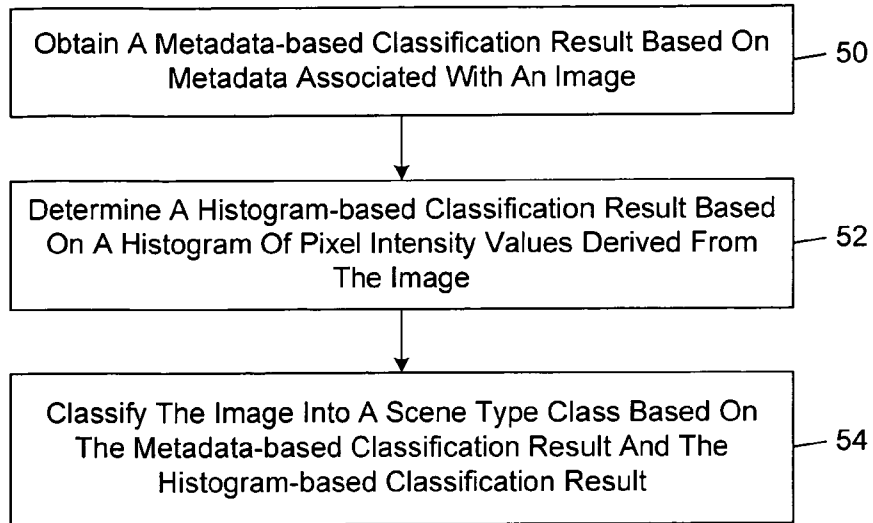 Obtain A Metadata-based Classification Result Based On
Metadata Associated With An Image
50
Determine A Histogram-based Classification Result Based
On A Histogram Of Pixel Intensity Values Derived From
The Image
52
Classify The Image Into A Scene Type Class Based On
The Metadata-based Classification Result And The
Histogram-based Classification Result
54